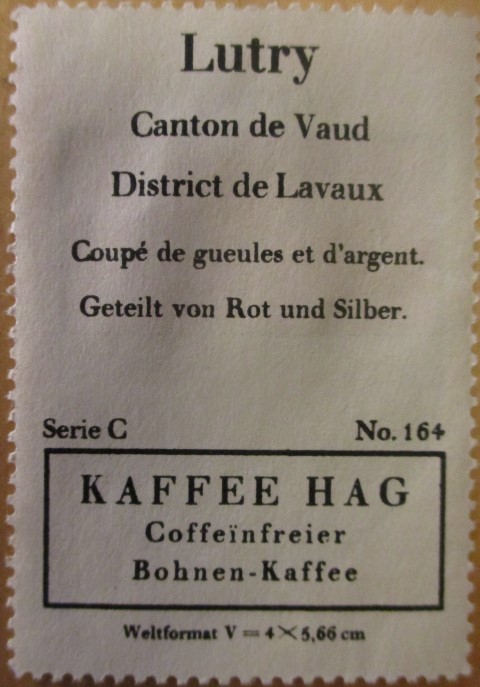 Lutry
Canton de Vaud
District de Lavaux
Coupé de gueules et d'argent.
Geteilt von Rot und Silber.
Serie C No. 164
KAFFEE HAG
Coffeïnfreier
Bohnen-Kaffee
Weltformat V = 4×5,66 cm